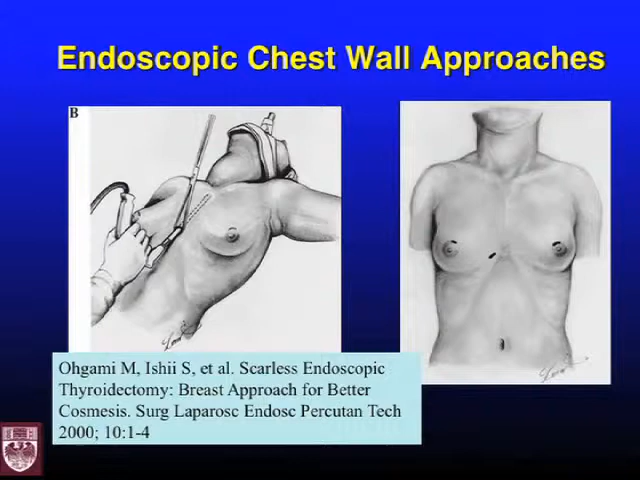 Endoscopic Chest Wall Approaches
B
Ohgami M, Ishii S, et al. Scarless Endoscopic
Thyroidectomy: Breast Approach for Better
Cosmesis. Surg Laparosc Endosc Percutan Tech
2000; 10:1-4